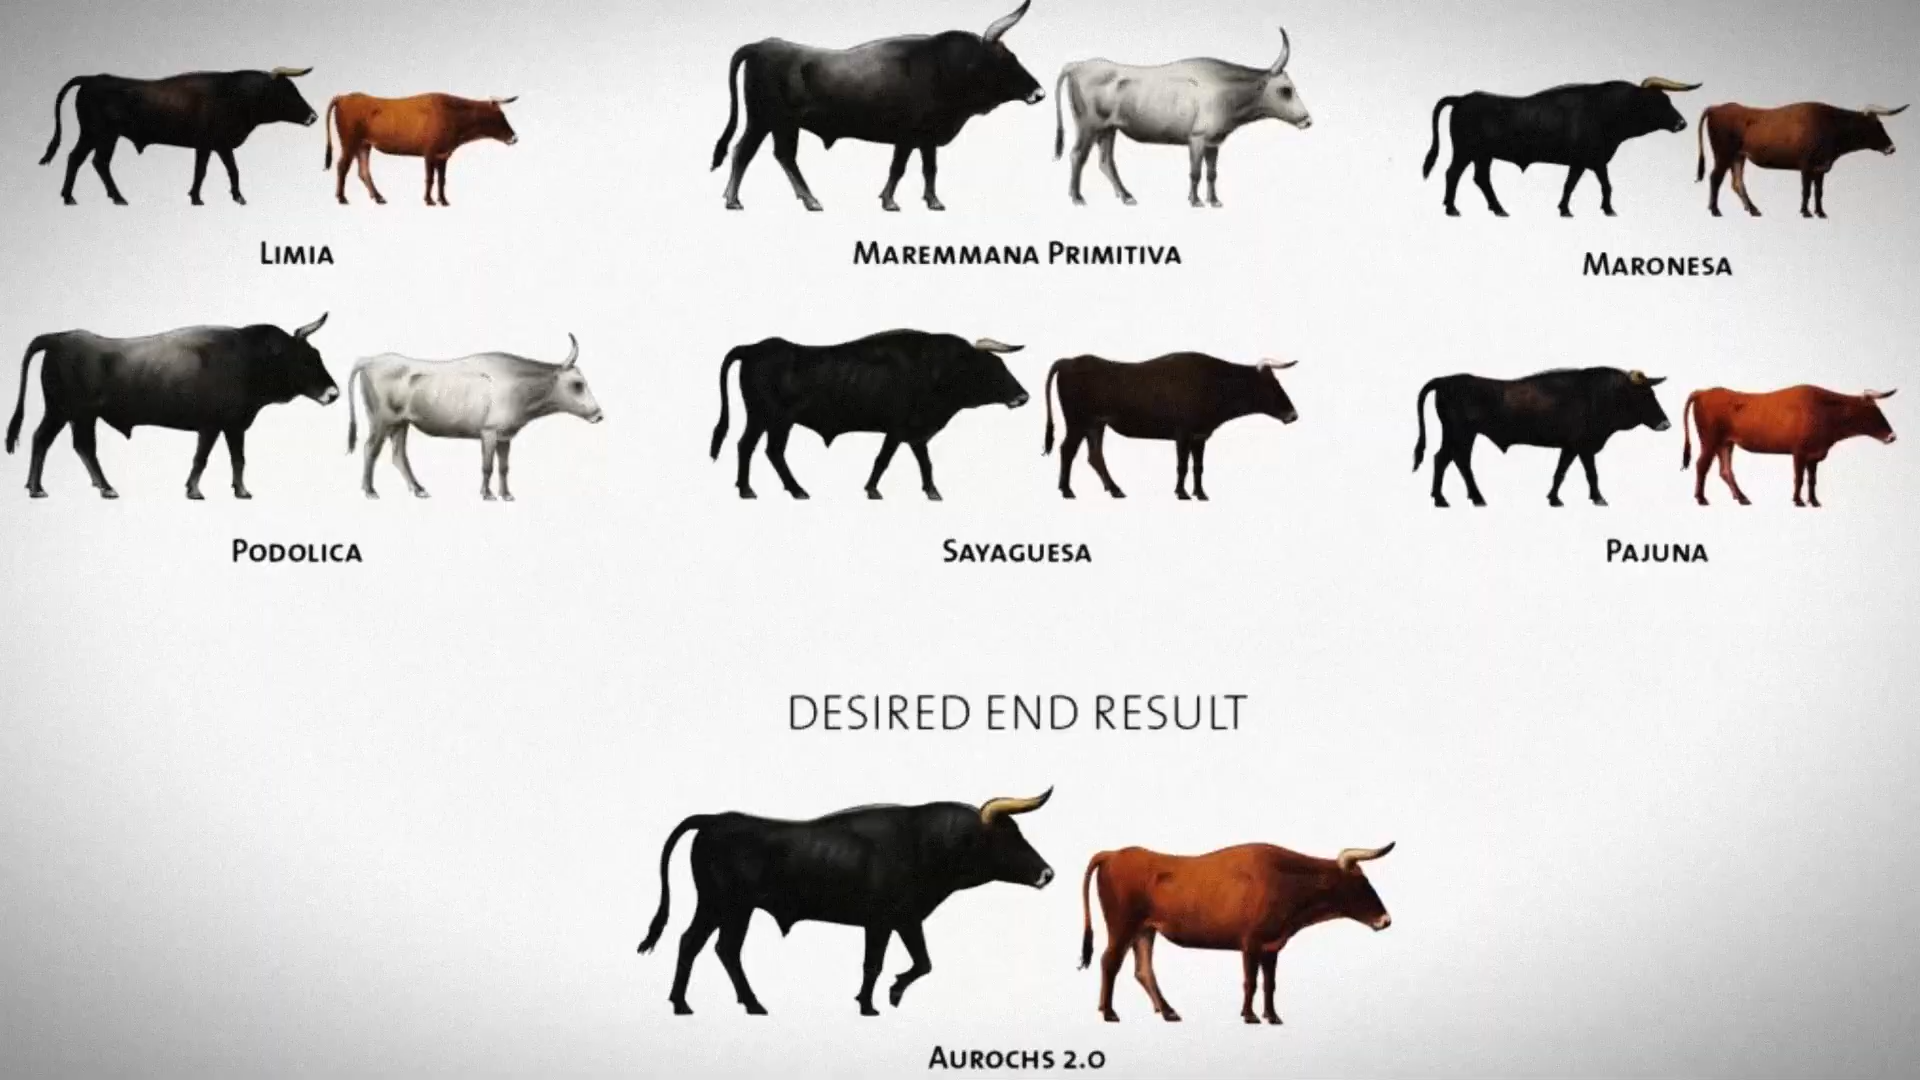 LIMIA
MAREMMANA PRIMITIVA
MARONESA
PODOLICA
SAYAGUESA
PAJUNA
DESIRED END RESULT
AUROCHS 2.0